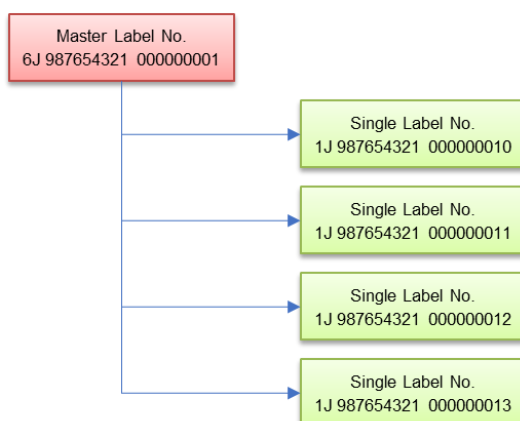 Master Label No.
6J 987654321 000000001
Single Label No.
1J 987654321 000000010
Single Label No.
1J 987654321 000000011
Single Label No.
1J 987654321 000000012
Single Label No.
1J 987654321 000000013